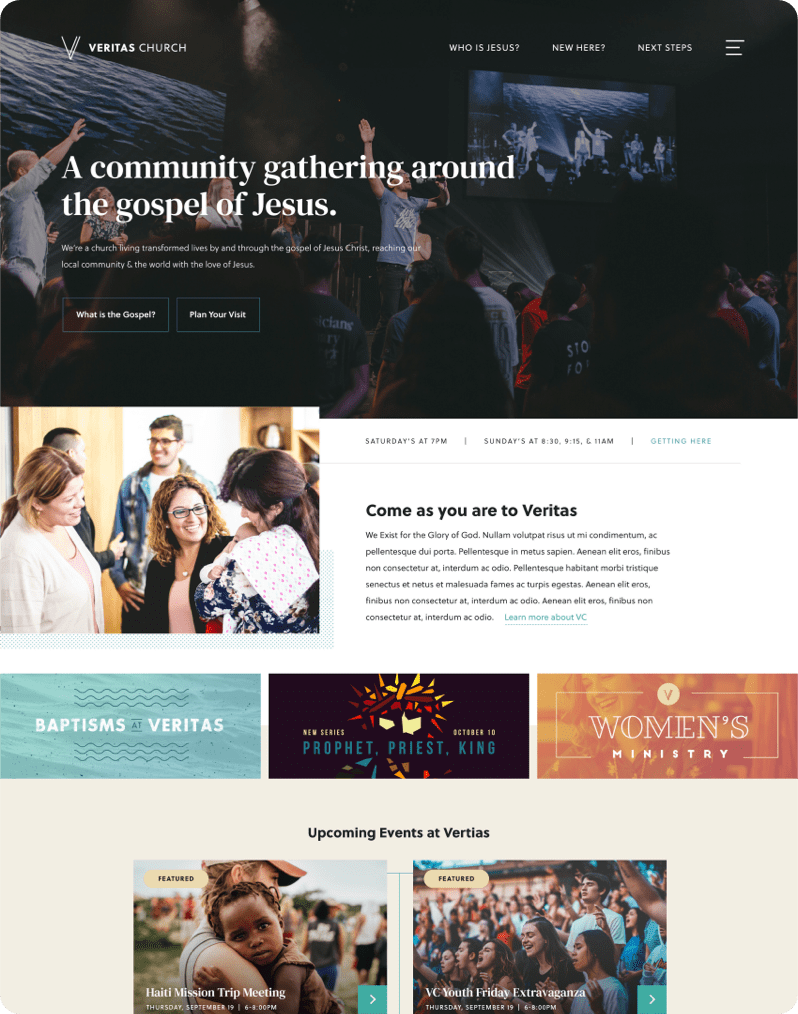 VERITAS CHURCH
WHO IS JESUS? NEW HERE? NEXT STEPS
A community gathering around
the gospel of Jesus.
We're a church living transformed lives by and through the gospel of Jesus Christ, reaching our
local community & the world with the love of Jesus.
What is the Gospel? Plan Your Visit
SATURDAY'S AT 7PM | SUNDAY'S AT 8:30, 9:15, & 11AM | GETTING HERE
Come as you are to Veritas
We Exist for the Glory of God. Nullam volutpat risus ut mi condimentum, ac
pellentesque dui porta. Pellentesque in metus sapien. Aenean elit eros, finibus
non consectetur at, interdum ac odio. Pellentesque habitant morbi tristique
senectus et netus et malesuada fames ac turpis egestas. Aenean elit eros,
finibus non consectetur at, interdum ac odio. Aenean elit eros, finibus non
consectetur at, interdum ac odio. Learn more about VC
BAPTISMS AT VERITAS
NEW SERIES OCTOBER 10
PROPHET, PRIEST, KING
V
WOMEN'S
MINISTRY
Upcoming Events at Vertias
FEATURED
Haiti Mission Trip Meeting
THURSDAY, SEPTEMBER 19 | 6-8:00PM
FEATURED
VC Youth Friday Extravaganza
THURSDAY, SEPTEMBER 19 | 6-8:00PM